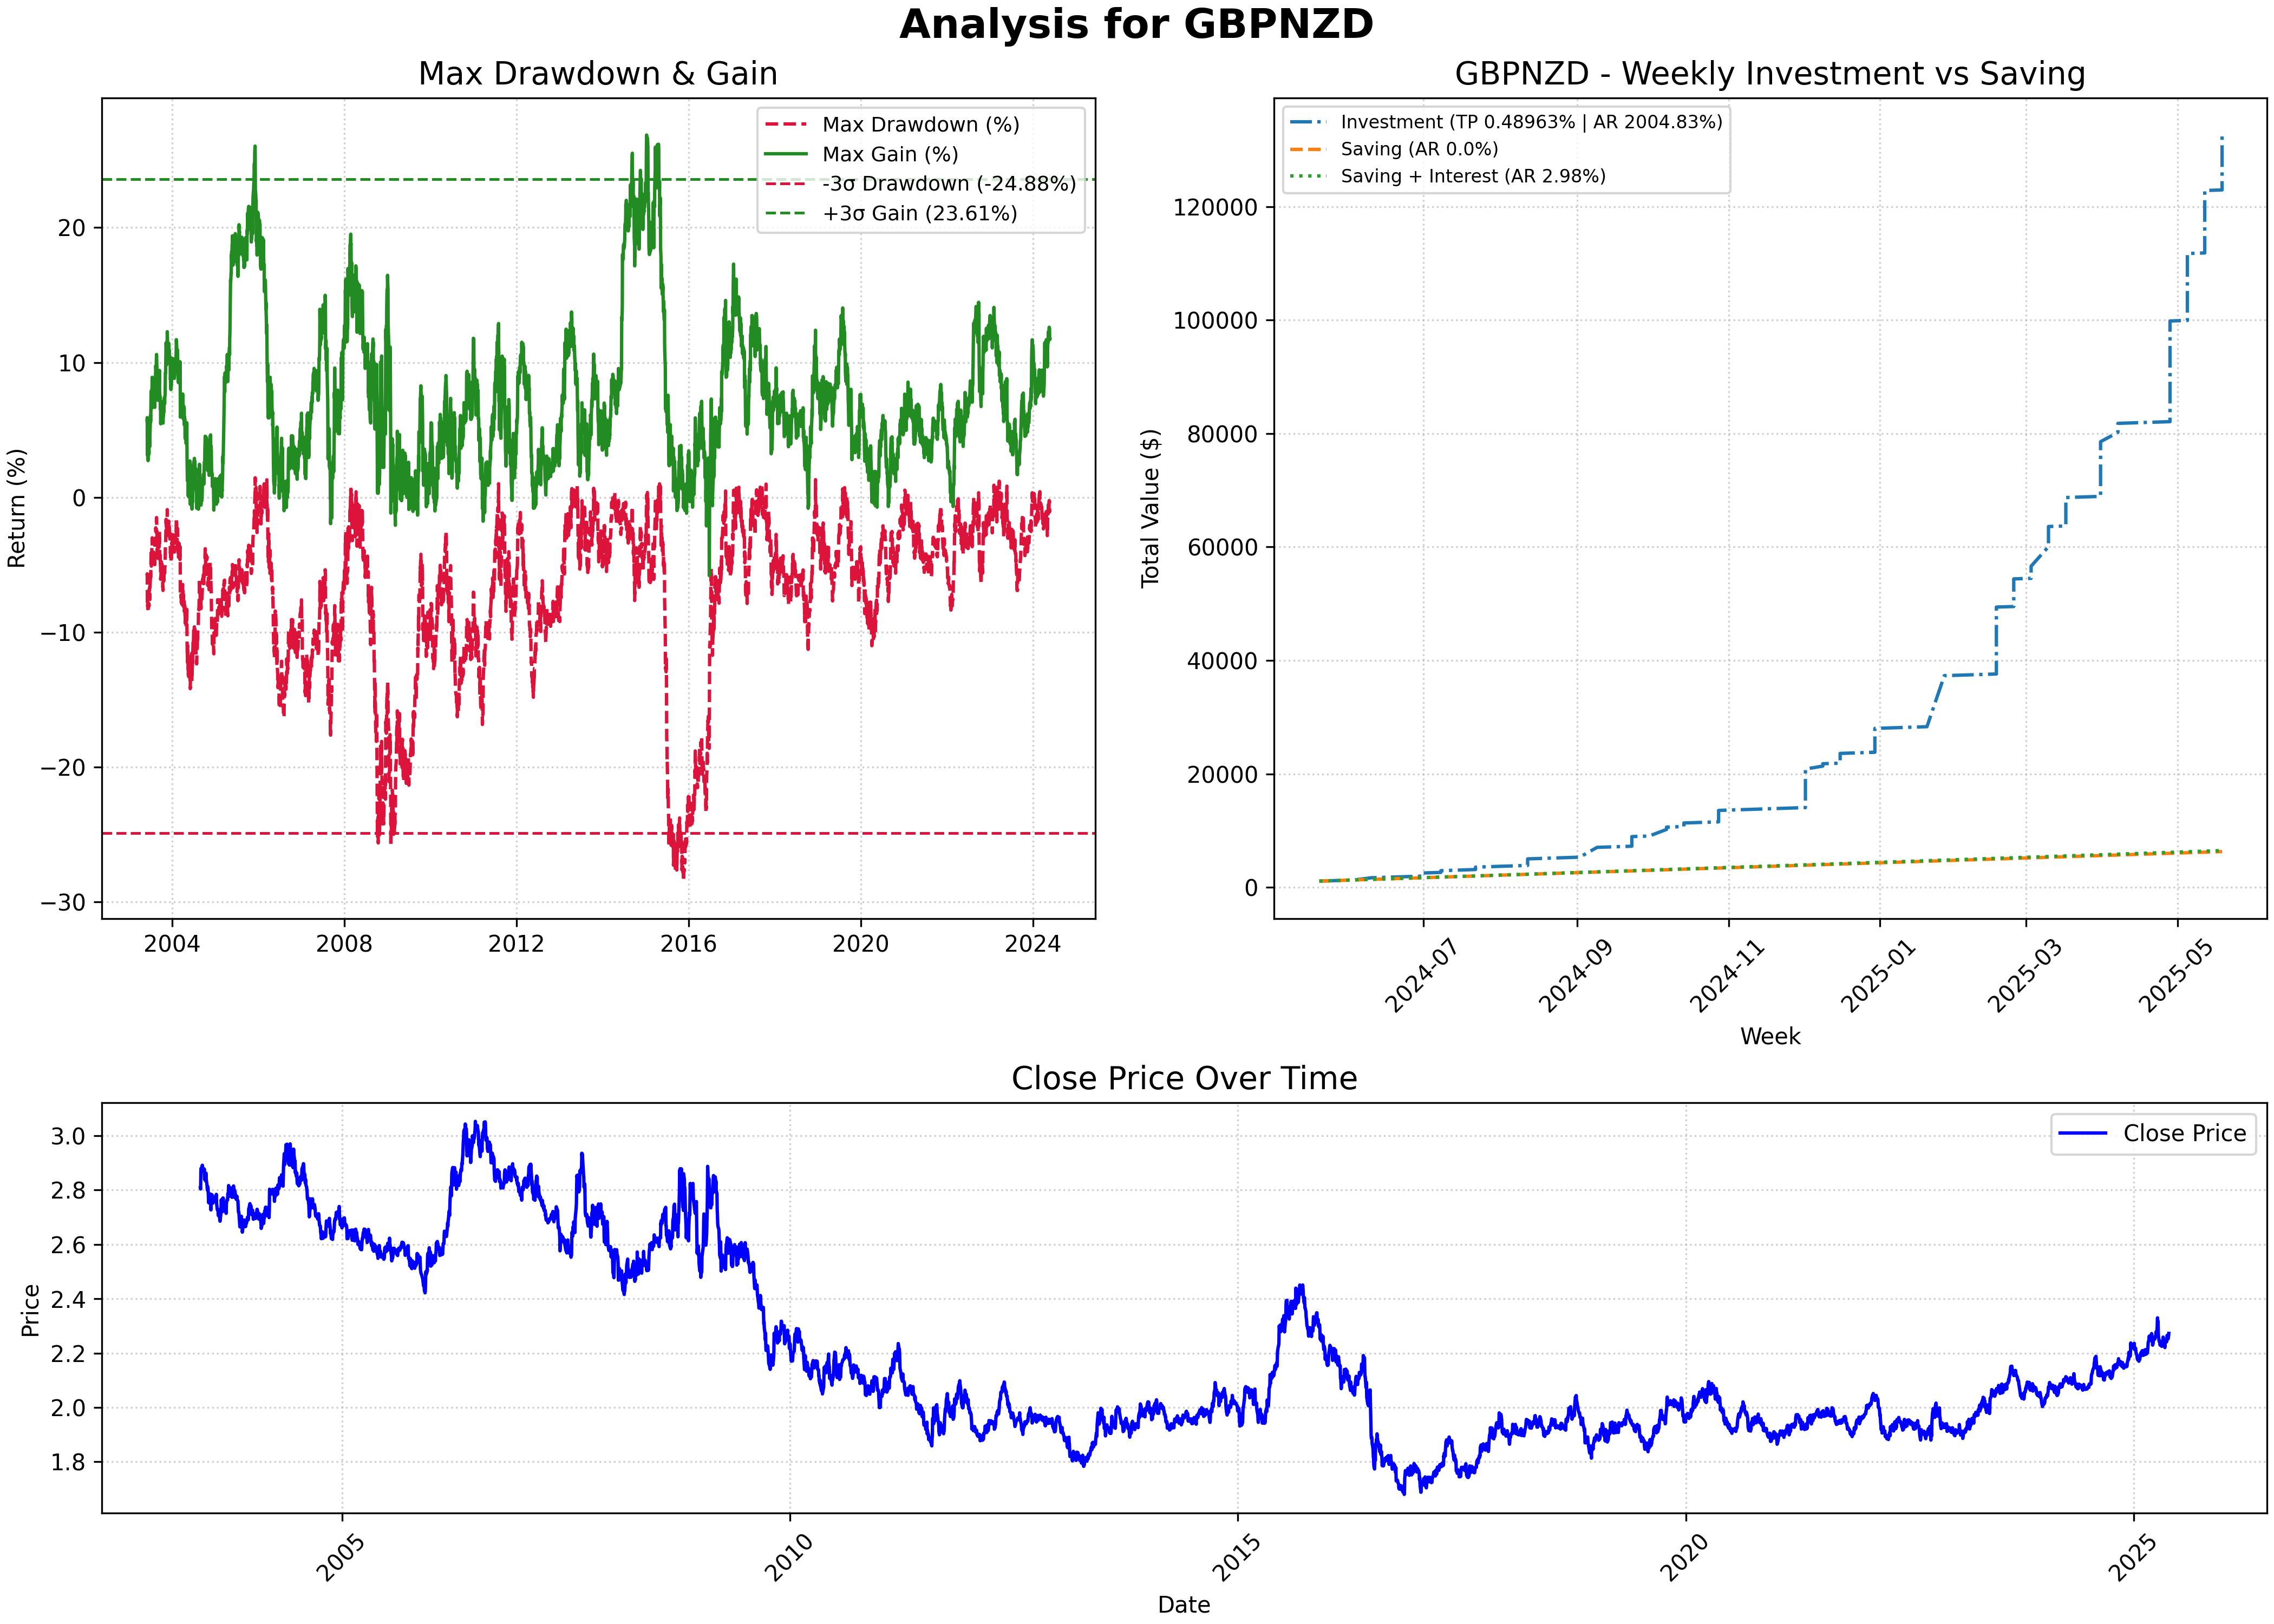 Analysis for GBPNZD
Max Drawdown & Gain
Max Drawdown (%)
Max Gain (%)
-3σ Drawdown (-24.88%)
+3σ Gain (23.61%)
Return (%)
20
10
0
−10
−20
−30
2004
2008
2012
2016
2020
2024
GBPNZD - Weekly Investment vs Saving
Investment (TP 0.48963% | AR 2004.83%)
Saving (AR 0.0%)
Saving + Interest (AR 2.98%)
Total Value ($)
120000
100000
80000
60000
40000
20000
0
2024-07
2024-09
2024-11
2025-01
2025-03
2025-05
Week
Close Price Over Time
Close Price
Price
3.0
2.8
2.6
2.4
2.2
2.0
1.8
2005
2010
2015
2020
2025
Date